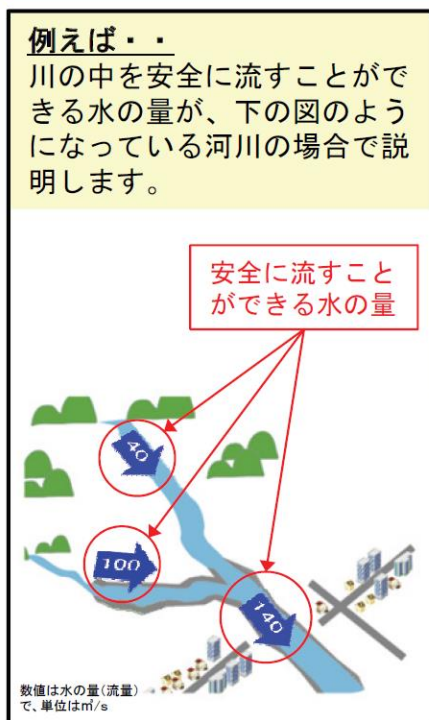 例えば・・
川の中を安全に流すことがで
きる水の量が、下の図のよう
になっている河川の場合で説
明します。
安全に流すこと
ができる水の量
40
100
140
数値は水の量(流量)
で、単位は㎥/s